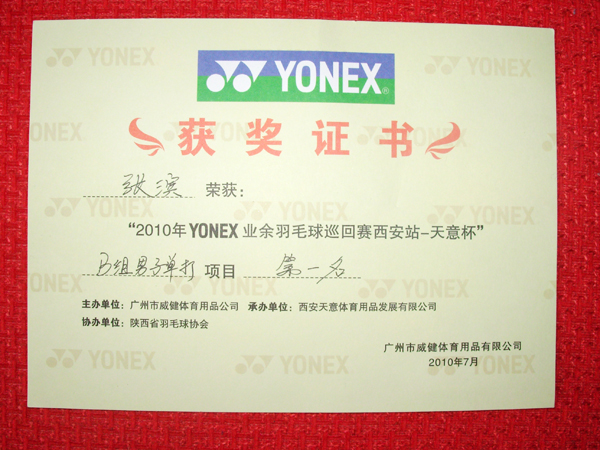 YONEX®
获奖证书
张滨 荣获：
“2010年YONEX业余羽毛球巡回赛西安站-天意杯”
B组男子单打 项目 第一名
主办单位：广州市威健体育用品公司 承办单位：西安天意体育用品发展有限公司
协办单位：陕西省羽毛球协会
广州市威健体育用品有限公司
2010年7月